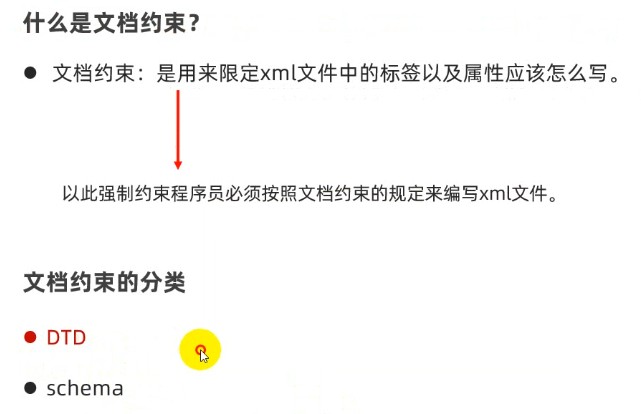 什么是文档约束？
● 文档约束：是用来限定xml文件中的标签以及属性应该怎么写。
以此强制约束程序员必须按照文档约束的规定来编写xml文件。
文档约束的分类
● DTD
● schema